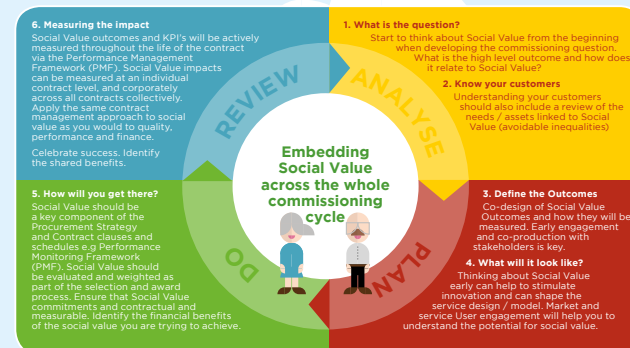 6. Measuring the impact
Social Value outcomes and KPI's will be actively
measured throughout the life of the contract
via the Performance Management
Framework (PMF). Social Value impacts
can be measured at an individual
contract level, and corporately
across all contracts collectively.
Apply the same contract
management approach to social
value as you would to quality,
performance and finance.
Celebrate success. Identify
the shared benefits.
1. What is the question?
Start to think about Social Value from the beginning
when developing the commissioning question.
What is the high level outcome and how does
it relate to Social Value?
2. Know your customers
Understanding your customers
should also include a review of the
needs / assets linked to Social
Value (avoidable inequalities)
REVIEW
ANALYSE
Embedding
Social Value
across the whole
commissioning
cycle
DO
PLAN
5. How will you get there?
Social Value should be
a key component of the
Procurement Strategy
and Contract clauses and
schedules e.g Performance
Monitoring Framework
(PMF). Social Value should
be evaluated and weighted as
part of the selection and award
process. Ensure that Social Value
commitments and contractual and
measurable. Identify the financial benefits
of the social value you are trying to achieve.
3. Define the Outcomes
Co-design of Social Value
Outcomes and how they will be
measured. Early engagement
and co-production with
stakeholders is key.
4. What will it look like?
Thinking about Social Value
early can help to stimulate
innovation and can shape the
service design / model. Market and
service User engagement will help you to
understand the potential for social value.